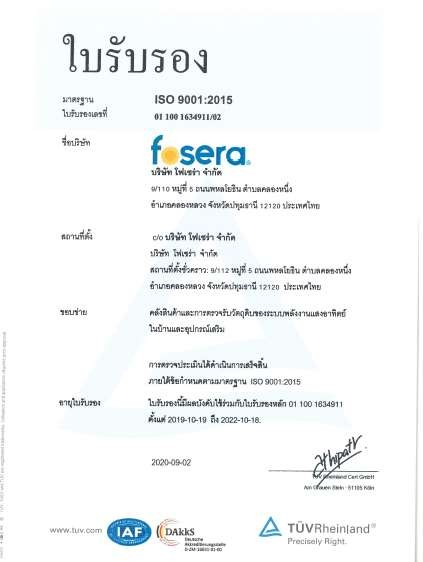 ใบรับรอง
มาตรฐาน ISO 9001:2015
ใบรับรองเลขที่ 01 100 1634911/02
ชื่อบริษัท
fosera
บริษัท โฟเซร่า จำกัด
9/110 หมู่ที่ 5 ถนนพหลโยธิน ตำบลคลองหนึ่ง
อำเภอคลองหลวง จังหวัดปทุมธานี 12120 ประเทศไทย
สถานที่ตั้ง c/o บริษัท โฟเซร่า จำกัด
บริษัท โฟเซร่า จำกัด
สถานที่ตั้งชั่วคราว: 9/112 หมู่ที่ 5 ถนนพหลโยธิน ตำบลคลองหนึ่ง
อำเภอคลองหลวง จังหวัดปทุมธานี 12120 ประเทศไทย
ขอบข่าย คลังสินค้าและการตรวจรับวัตถุดิบของระบบพลังงานแสงอาทิตย์
ในบ้านและอุปกรณ์เสริม
การตรวจประเมินได้ดำเนินการเสร็จสิ้น
ภายใต้ข้อกำหนดตามมาตรฐาน ISO 9001:2015
อายุใบรับรอง ใบรับรองนี้มีผลบังคับใช้ร่วมกับใบรับรองหลัก 01 100 1634911
ตั้งแต่ 2019-10-19 ถึง 2022-10-18.
2020-09-02
TÜV Rheinland Cert GmbH
Am Grauen Stein · 51105 Köln
www.tuv.com
IAF
DAkkS
Deutsche
Akkreditierungsstelle
D-ZM-16031-01-00
TÜVRheinland®
Precisely Right.